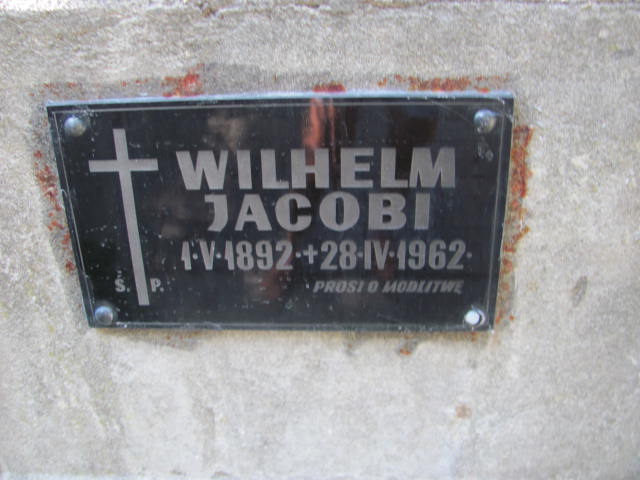 WILHELM
JACOBI
1·V·1892·+28·IV·1962·
Ś. P. PROSI O MODLITWĘ